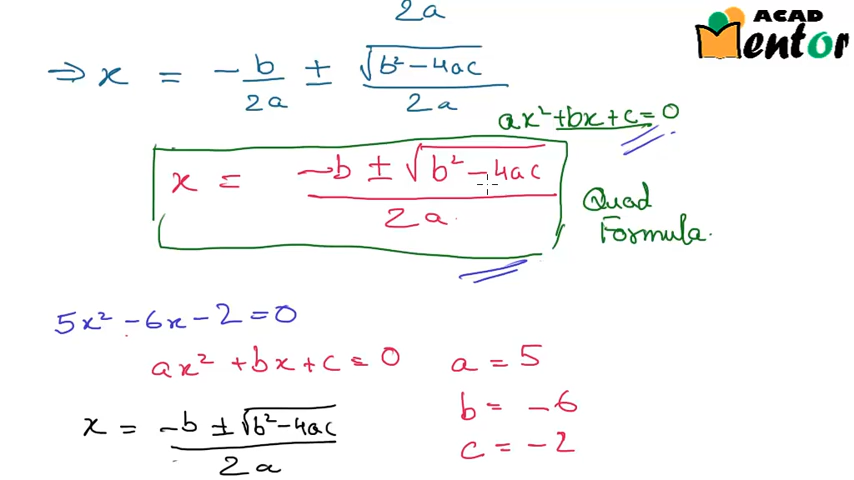 2a
ACAD
Mentor
⇒ x = -b/2a ± √(b² - 4ac)/2a
ax² + bx + c = 0
x = (-b ± √(b² - 4ac))/2a
Quad
Formula.
5x² - 6x - 2 = 0
ax² + bx + c = 0
a = 5
b = -6
c = -2
x = (-b ± √(b² - 4ac))/2a